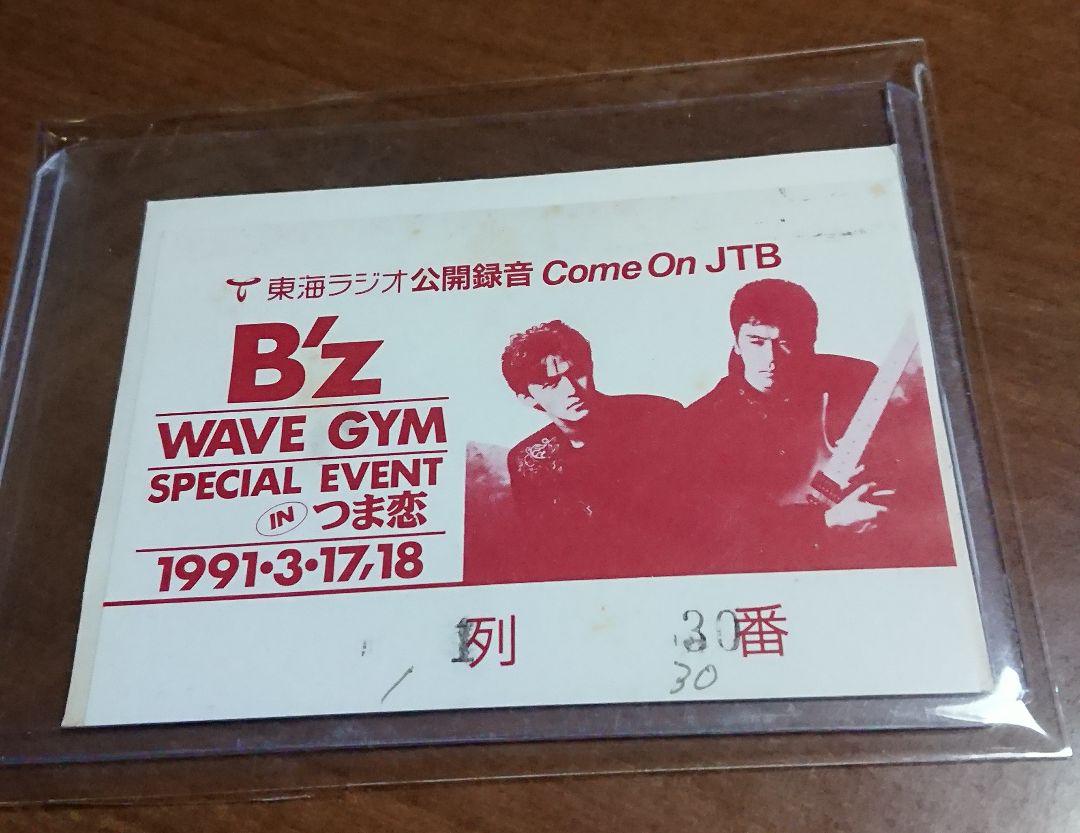 東海ラジオ公開録音 Come On JTB
B'z
WAVE GYM
SPECIAL EVENT
IN つま恋
1991・3・17,18
1列 30番
1 30